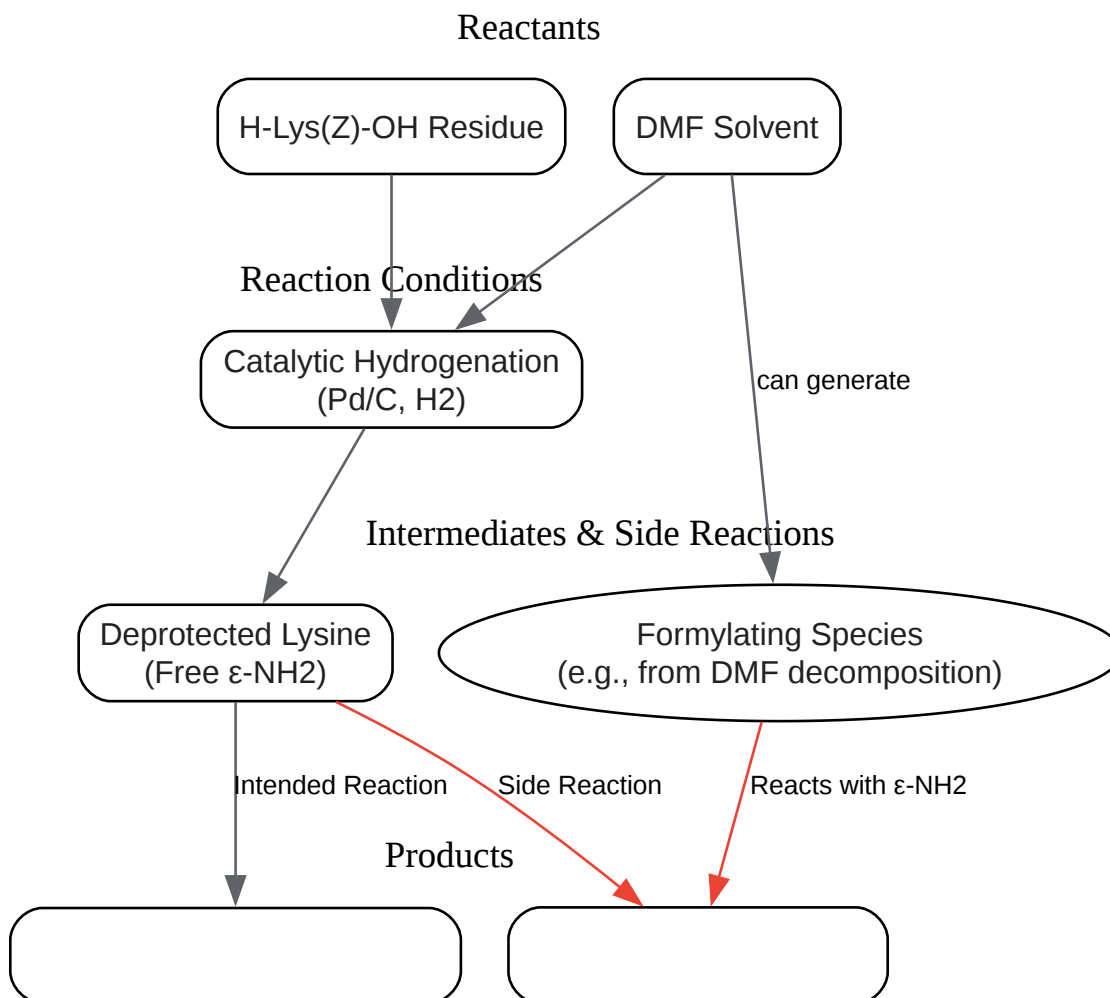 Reactants
H-Lys(Z)-OH Residue
DMF Solvent
Reaction Conditions
Catalytic Hydrogenation
(Pd/C, H2)
can generate
Intermediates & Side Reactions
Deprotected Lysine
(Free ε-NH2)
Formylating Species
(e.g., from DMF decomposition)
Intended Reaction
Side Reaction
Reacts with ε-NH2
Products